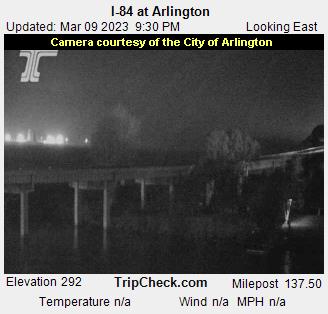 I-84 at Arlington
Updated: Mar 09 2023 9:30 PM Looking East
Camera courtesy of the City of Arlington
Elevation 292 TripCheck.com Milepost 137.50
Temperature n/a Wind n/a MPH n/a